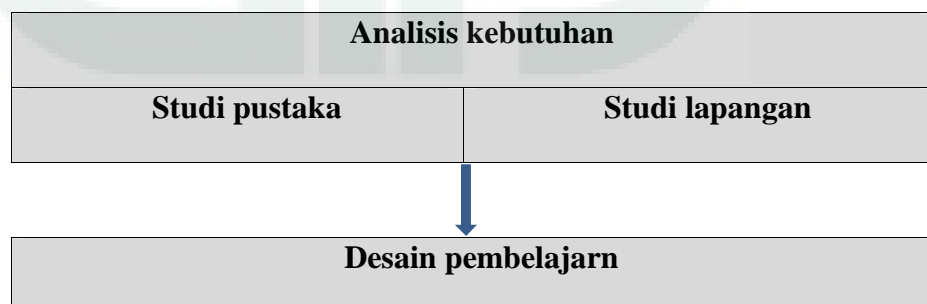 Analisis kebutuhan
Studi pustaka
Studi lapangan
Desain pembelajarn